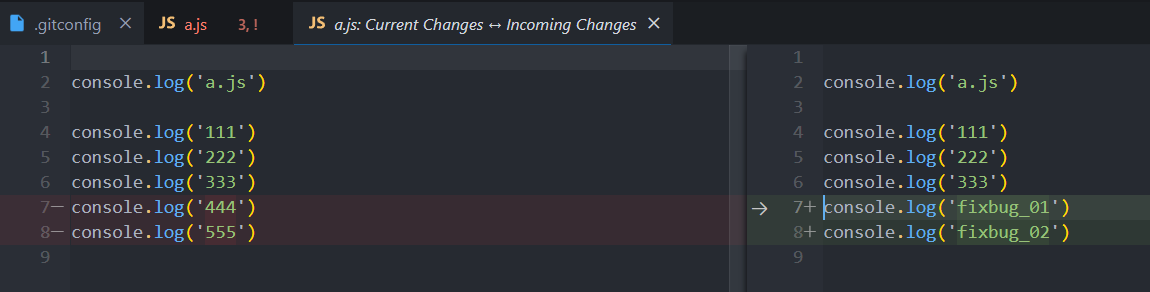 .gitconfig × JS a.js 3, ! JS a.js: Current Changes ↔ Incoming Changes ×
1
2 console.log('a.js')
3
4 console.log('111')
5 console.log('222')
6 console.log('333')
7− console.log('444')
8− console.log('555')
9
1
2 console.log('a.js')
3
4 console.log('111')
5 console.log('222')
6 console.log('333')
→ 7+ console.log('fixbug_01')
8+ console.log('fixbug_02')
9